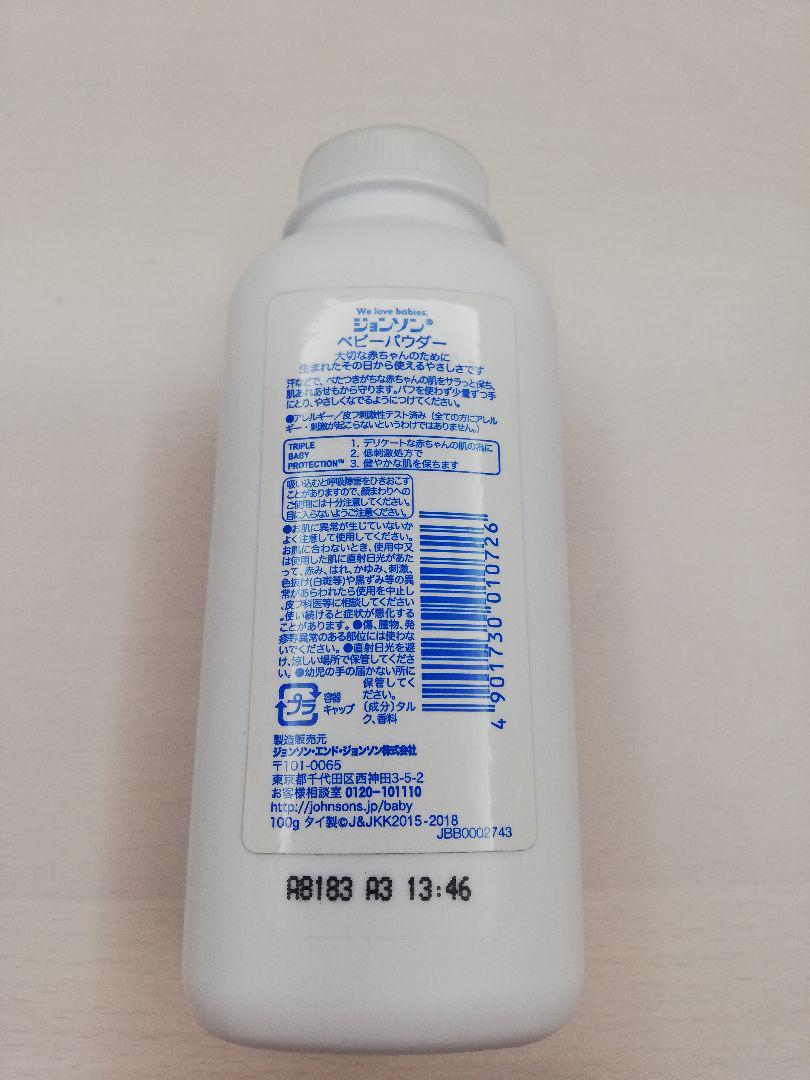 We love babies.
ジョンソン®
ベビーパウダー
大切な赤ちゃんのために
生まれたその日から使えるやさしさです
汗などで、べたつきがちな赤ちゃんの肌をサラっと保ち、
肌あれあせもから守ります。パフを使わず少量ずつ手
にとり、やさしくなでるようにつけてください。
●アレルギー/皮フ刺激性テスト済み(全ての方にアレル
ギー・刺激が起こらないというわけではありません。)
TRIPLE
BABY
PROTECTION™
1. デリケートな赤ちゃんの肌の為に
2. 低刺激処方で
3. 健やかな肌を保ちます
吸い込むと呼吸障害をひきおこす
ことがありますので、顔まわりへの
ご使用には十分注意してください。
目に入らないようご注意ください。
●お肌に異常が生じていないか
よく注意して使用してください。
お肌に合わないとき、使用中又
は使用した肌に直射日光があた
って、赤み、はれ、かゆみ、刺激、
色抜け(白斑等)や黒ずみ等の異
常があらわれたら使用を中止し
、皮フ科医等に相談してください
。使い続けると症状が悪化する
ことがあります。●傷、腫物、発
疹等異常のある部位には使わな
いでください。●直射日光を避
け、涼しい場所で保管してくださ
い。●幼児の手の届かない所に
保管してく
ださい。
〔成分〕タル
ク、香料
プラ
容器
キャップ
4 901730 010726
製造販売元
ジョンソン・エンド・ジョンソン株式会社
〒101-0065
東京都千代田区西神田3-5-2
お客様相談室 0120-101110
http://johnsons.jp/baby
100g タイ製©J&JKK2015-2018
JBB0002743
A8183 A3 13:46